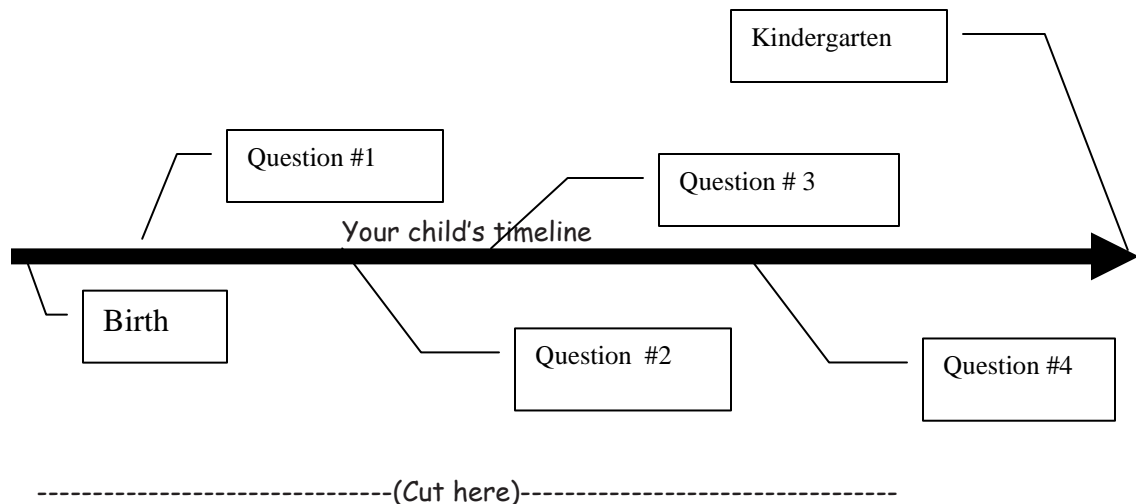 Kindergarten
Question #1
Question # 3
Your child's timeline
Birth
Question  #2
Question #4
--------------------------------(Cut here)----------------------------------